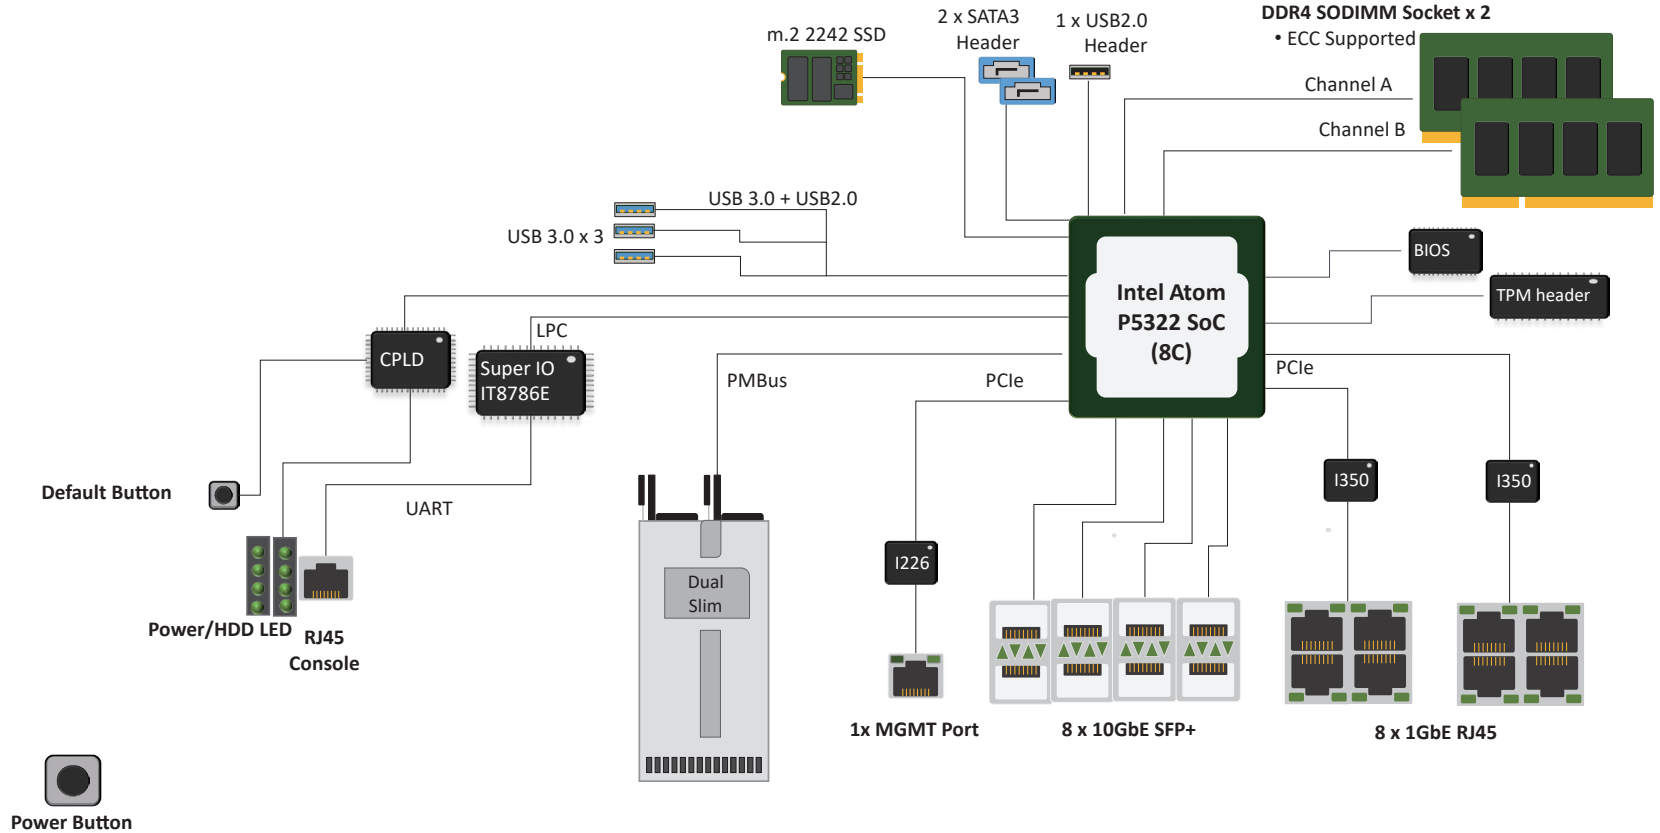 DDR4 SODIMM Socket x 2
• ECC Supported
2 x SATA3
Header
1 x USB2.0
Header
m.2 2242 SSD
Channel A
Channel B
USB 3.0 + USB2.0
USB 3.0 x 3
BIOS
TPM header
Intel Atom
P5322 SoC
(8C)
LPC
CPLD
Super IO
IT8786E
PMBus
PCIe
PCIe
Default Button
UART
I350
I350
I226
Dual
Slim
Power/HDD LED
RJ45
Console
1x MGMT Port
8 x 10GbE SFP+
8 x 1GbE RJ45
Power Button